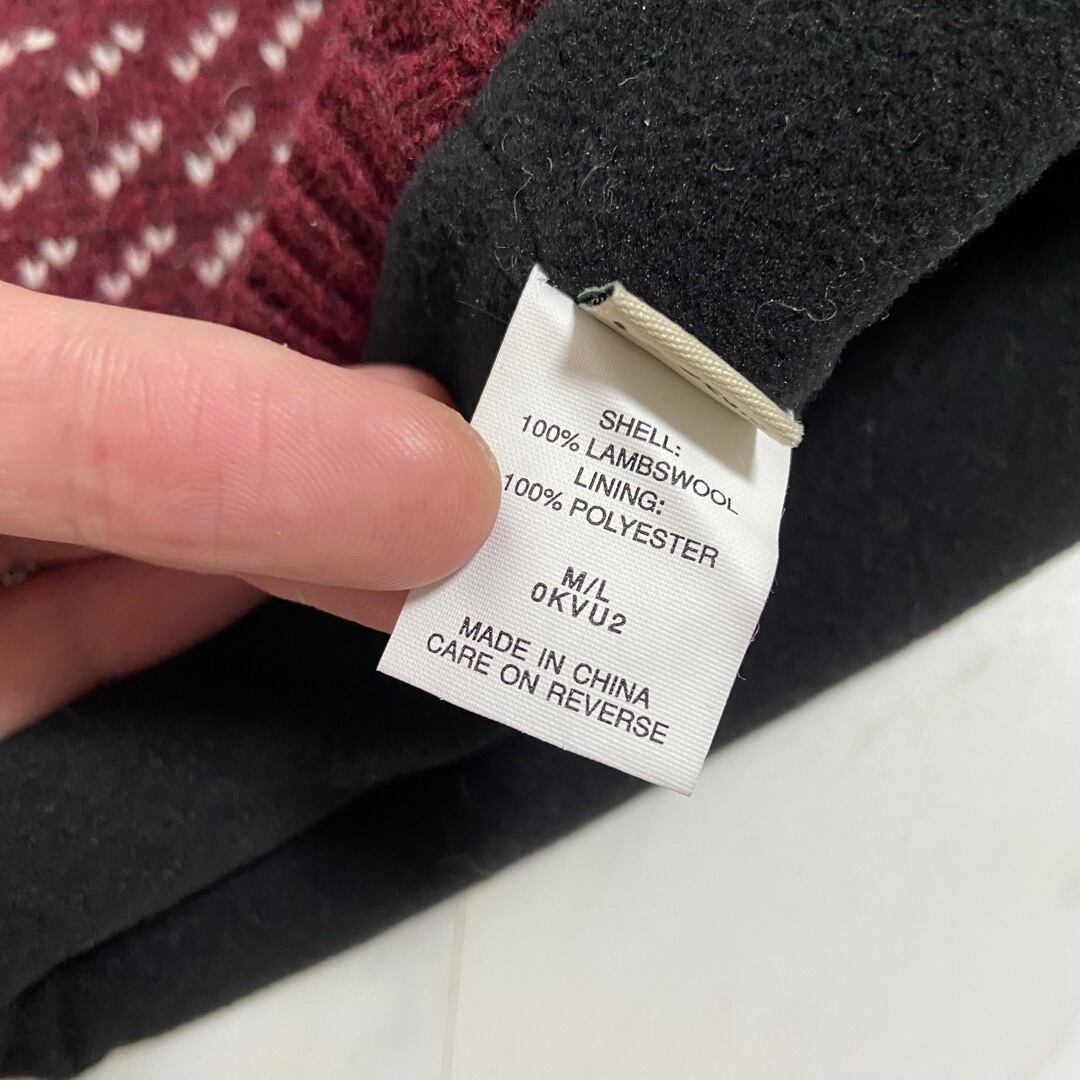 SHELL:
100% LAMBSWOOL
LINING:
100% POLYESTER
M/L
0KVU2
MADE IN CHINA
CARE ON REVERSE